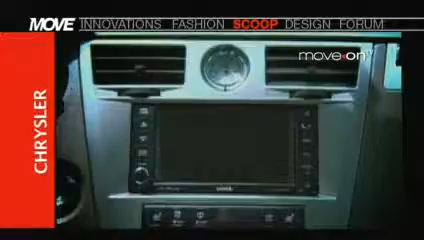 MOVE INNOVATIONS FASHION SCOOP DESIGN FORUM
move-on TV
CHRYSLER